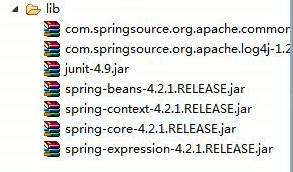 lib
com.springsource.org.apache.common
com.springsource.org.apache.log4j-1.2
junit-4.9.jar
spring-beans-4.2.1.RELEASE.jar
spring-context-4.2.1.RELEASE.jar
spring-core-4.2.1.RELEASE.jar
spring-expression-4.2.1.RELEASE.jar